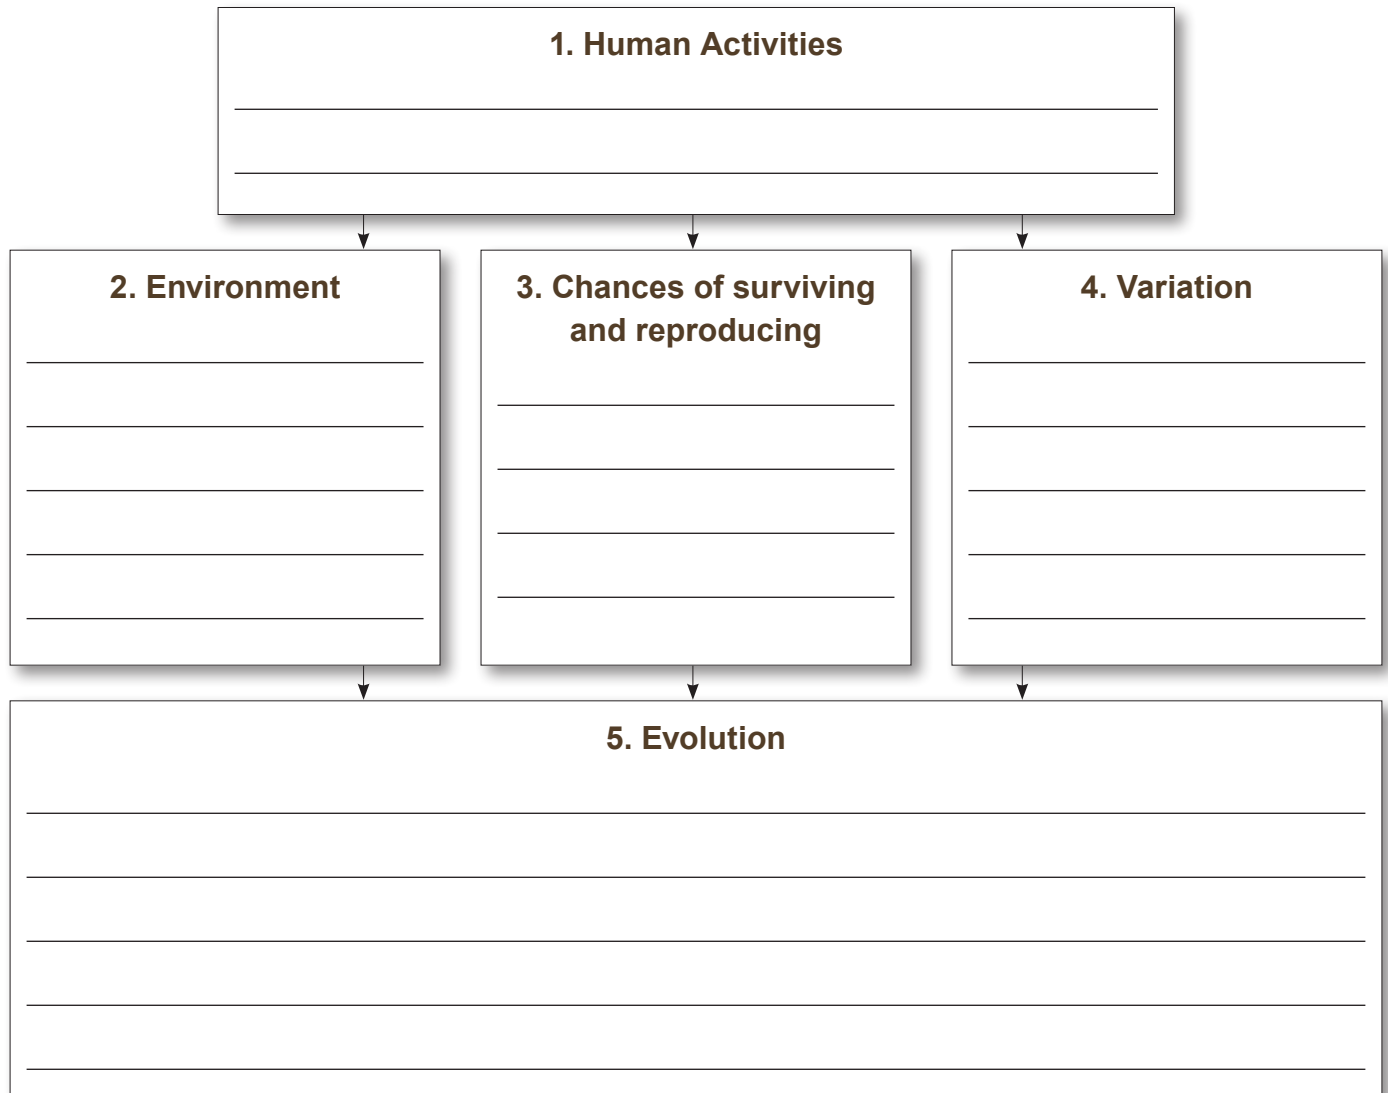 1. Human Activities
2. Environment
3. Chances of surviving
and reproducing
4. Variation
5. Evolution